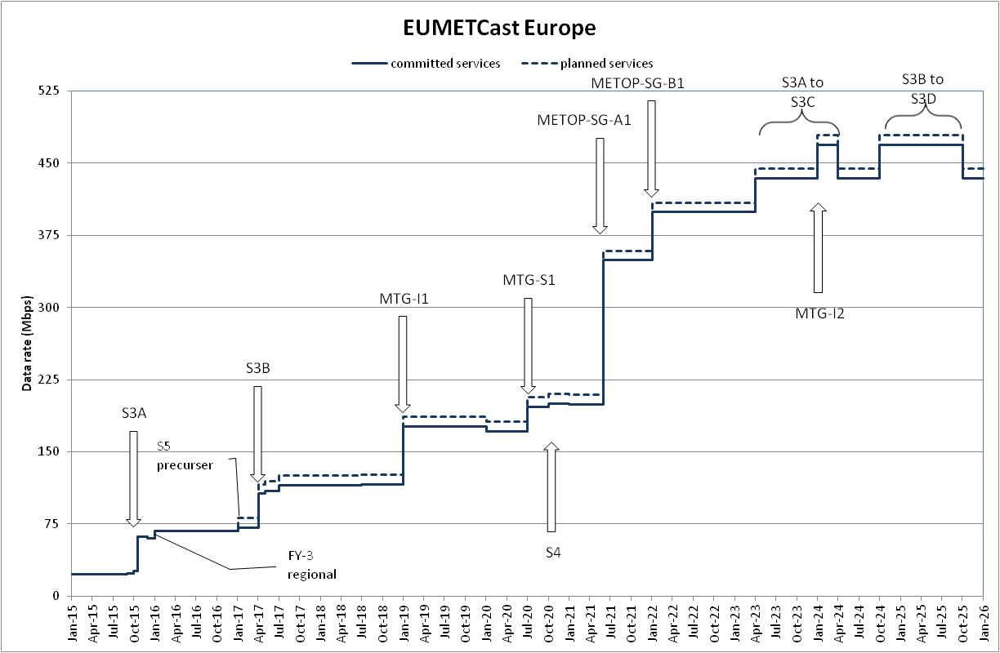 EUMETCast Europe
committed services
planned services
METOP-SG-B1
S3A to
S3C
S3B to
S3D
METOP-SG-A1
MTG-I1
MTG-S1
MTG-I2
S3B
S3A
S5
precurser
FY-3
regional
S4
Data rate (Mbps)
525
450
375
300
225
150
75
0
Jan-15
Apr-15
Jul-15
Oct-15
Jan-16
Apr-16
Jul-16
Oct-16
Jan-17
Apr-17
Jul-17
Oct-17
Jan-18
Apr-18
Jul-18
Oct-18
Jan-19
Apr-19
Jul-19
Oct-19
Jan-20
Apr-20
Jul-20
Oct-20
Jan-21
Apr-21
Jul-21
Oct-21
Jan-22
Apr-22
Jul-22
Oct-22
Jan-23
Apr-23
Jul-23
Oct-23
Jan-24
Apr-24
Jul-24
Oct-24
Jan-25
Apr-25
Jul-25
Oct-25
Jan-26